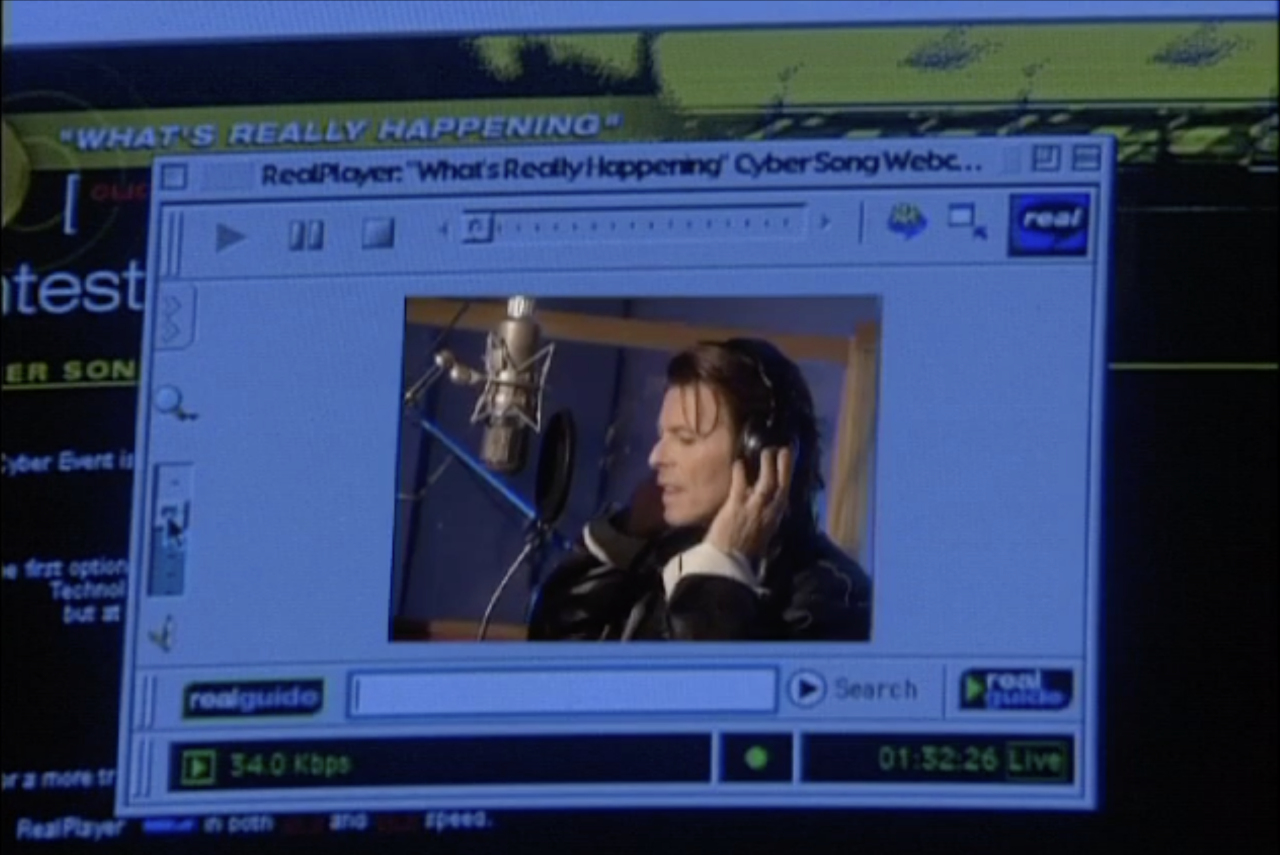 "WHAT'S REALLY HAPPENING"
RealPlayer: "What's Really Happening" Cyber Song Webc...
real
ntest
ER SON
Cyber Event is
e first option
Technol
but at
realguide
Search
real
guide
34.0 Kbps
01:32:26 Live
or a more tr
RealPlayer
in both
and
speed.